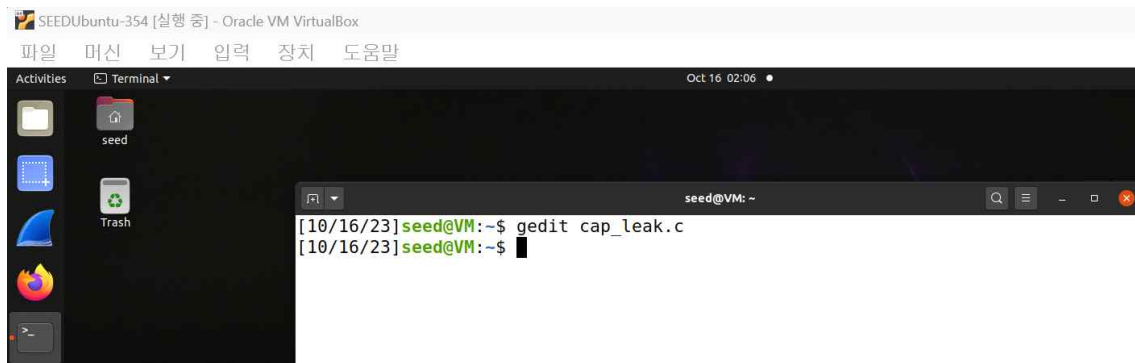 SEEDUbuntu-354 [실행 중] - Oracle VM VirtualBox
파일 머신 보기 입력 장치 도움말
Activities Terminal Oct 16 02:06
seed
Trash
seed@VM: ~
[10/16/23]seed@VM:~$ gedit cap_leak.c
[10/16/23]seed@VM:~$